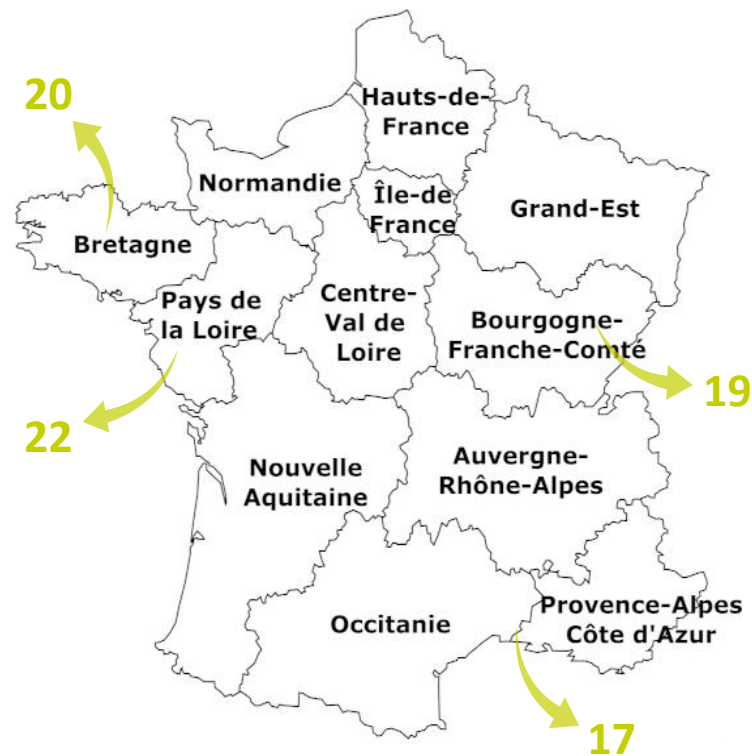 20
Hauts-de-
France
Normandie
Île-de
France
Grand-Est
Bretagne
Pays de
la Loire
Centre-
Val de
Loire
Bourgogne-
Franche-Comté
19
22
Nouvelle
Aquitaine
Auvergne-
Rhône-Alpes
Occitanie
Provence-Alpes
Côte d'Azur
17